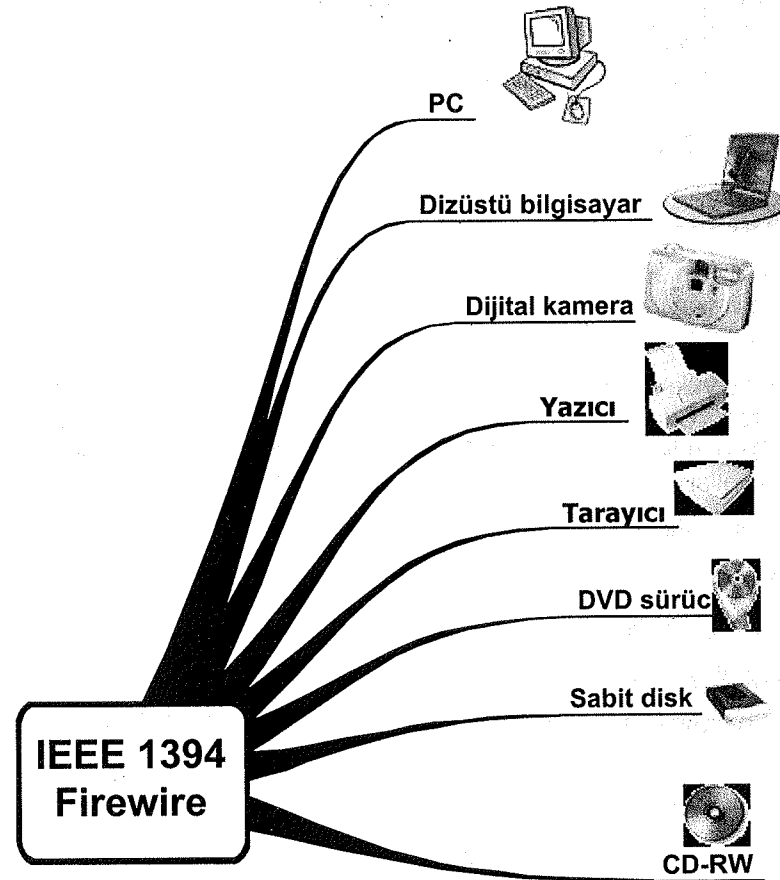 PC
Dizüstü bilgisayar
Dijital kamera
Yazıcı
Tarayıcı
DVD sürüc
Sabit disk
IEEE 1394
Firewire
CD-RW